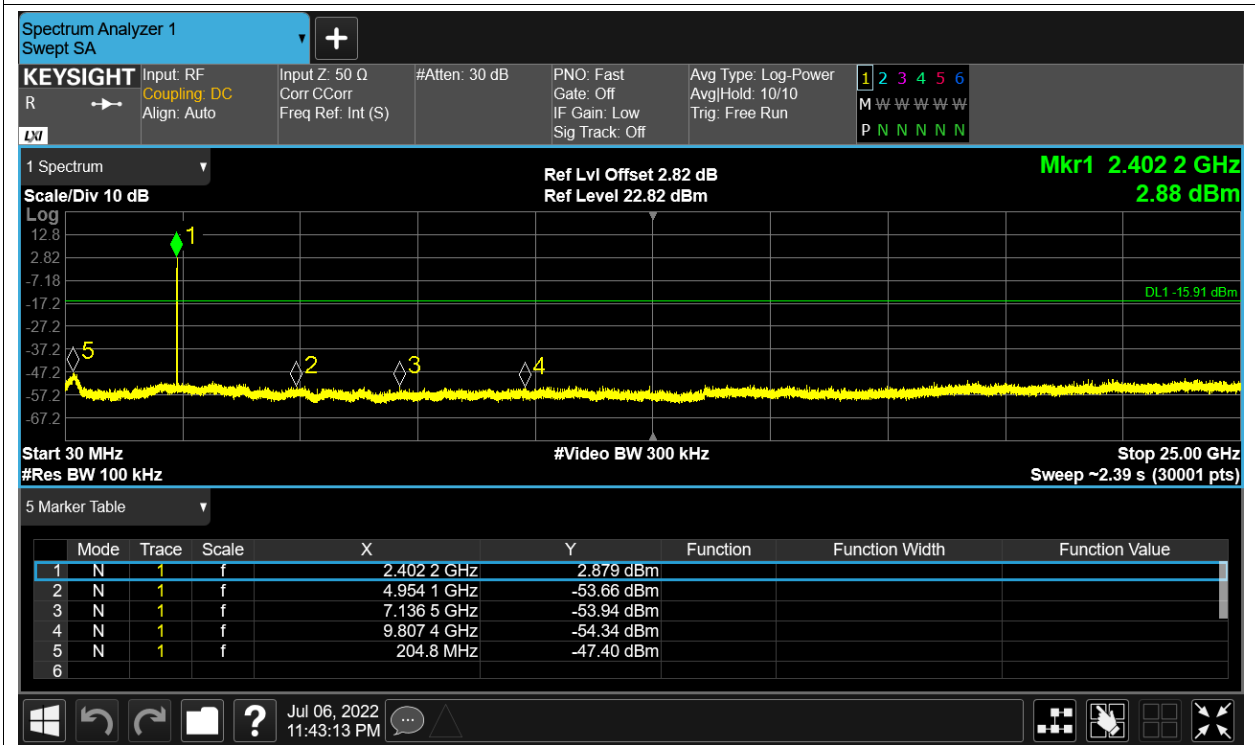 Spectrum Analyzer 1
Swept SA
KEYSIGHT
R
LXI
Input: RF
Coupling: DC
Align: Auto
Input Z: 50 Ω
Corr CCorr
Freq Ref: Int (S)
#Atten: 30 dB
PNO: Fast
Gate: Off
IF Gain: Low
Sig Track: Off
Avg Type: Log-Power
Avg|Hold: 10/10
Trig: Free Run
1 2 3 4 5 6
M W W W W W
P N N N N N
1 Spectrum
Scale/Div 10 dB
Ref Lvl Offset 2.82 dB
Ref Level 22.82 dBm
Mkr1 2.402 2 GHz
2.88 dBm
Log
12.8
2.82
-7.18
-17.2
-27.2
-37.2
-47.2
-57.2
-67.2
1
DL1 -15.91 dBm
5
2
3
4
Start 30 MHz
#Video BW 300 kHz
Stop 25.00 GHz
#Res BW 100 kHz
Sweep ~2.39 s (30001 pts)
5 Marker Table
Mode Trace Scale X Y Function Function Width Function Value
1 N 1 f 2.402 2 GHz 2.879 dBm
2 N 1 f 4.954 1 GHz -53.66 dBm
3 N 1 f 7.136 5 GHz -53.94 dBm
4 N 1 f 9.807 4 GHz -54.34 dBm
5 N 1 f 204.8 MHz -47.40 dBm
6
?
Jul 06, 2022
11:43:13 PM